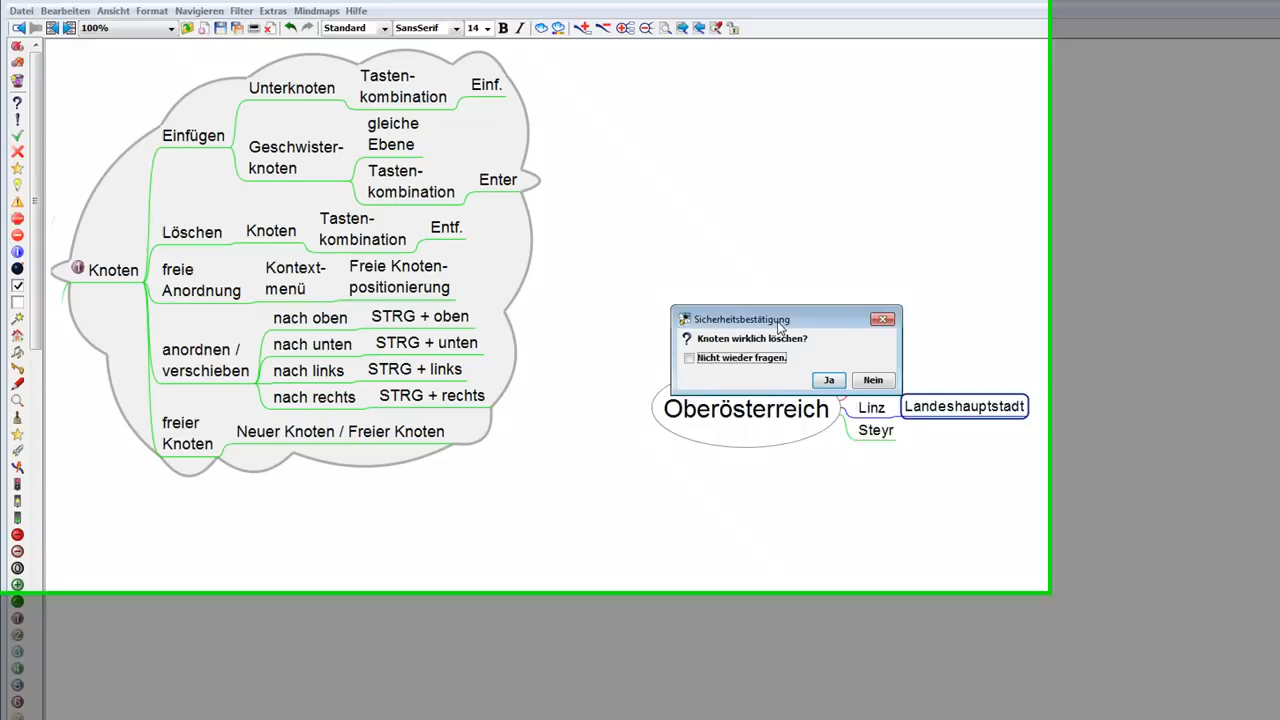 Datei Bearbeiten Ansicht Format Navigieren Filter Extras Mindmaps Hilfe
100% Standard SansSerif 14 B I
Knoten
Einfügen
Unterknoten
Tasten-
kombination
Einf.
Geschwister-
knoten
gleiche
Ebene
Tasten-
kombination
Enter
Löschen
Knoten
Tasten-
kombination
Entf.
freie
Anordnung
Kontext-
menü
Freie Knoten-
positionierung
anordnen /
verschieben
nach oben STRG + oben
nach unten STRG + unten
nach links STRG + links
nach rechts STRG + rechts
freier
Knoten
Neuer Knoten / Freier Knoten
Sicherheitsbestätigung
Knoten wirklich löschen?
Nicht wieder fragen.
Ja Nein
Oberösterreich
Linz
Landeshauptstadt
Steyr